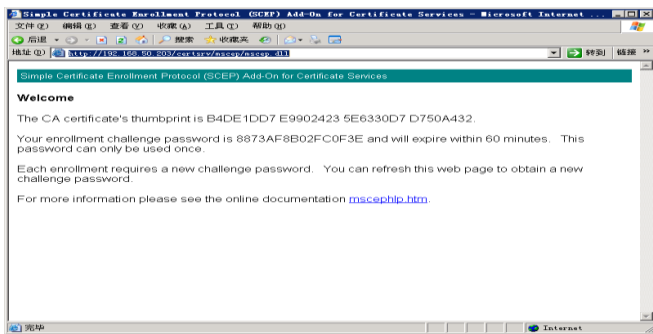 Simple Certificate Enrollment Protocol (SCEP) Add-On for Certificate Services - Microsoft Internet ...
文件(F) 编辑(E) 查看(V) 收藏(A) 工具(T) 帮助(H)
后退 搜索 收藏夹
地址(D) http://192.168.50.203/certsrv/mscep/mscep.dll 转到 链接 »
Simple Certificate Enrollment Protocol (SCEP) Add-On for Certificate Services
Welcome
The CA certificate's thumbprint is B4DE1DD7 E9902423 5E6330D7 D750A432.
Your enrollment challenge password is 8873AF8B02FC0F3E and will expire within 60 minutes. This
password can only be used once.
Each enrollment requires a new challenge password. You can refresh this web page to obtain a new
challenge password.
For more information please see the online documentation mscephlp.htm.
完毕 Internet